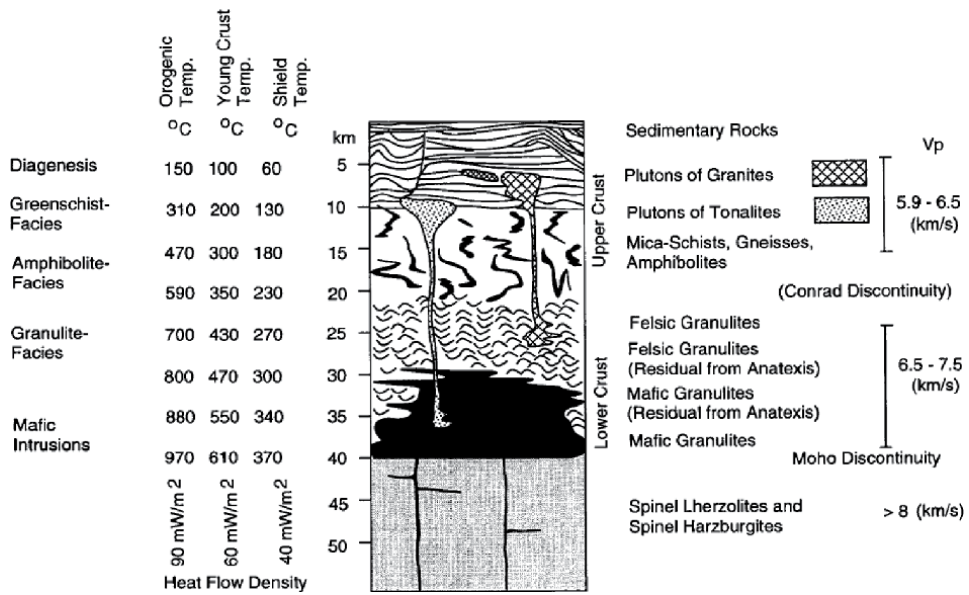 Orogenic Temp.
Young Crust Temp.
Shield Temp.
°C °C °C
km
Diagenesis
Greenschist-Facies
Amphibolite-Facies
Granulite-Facies
Mafic Intrusions
150 100 60
310 200 130
470 300 180
590 350 230
700 430 270
800 470 300
880 550 340
970 610 370
90 mW/m2
60 mW/m2
40 mW/m2
Heat Flow Density
5
10
15
20
25
30
35
40
45
50
Upper Crust
Lower Crust
Sedimentary Rocks
Plutons of Granites
Plutons of Tonalites
Mica-Schists, Gneisses,
Amphibolites
(Conrad Discontinuity)
Felsic Granulites
Felsic Granulites
(Residual from Anatexis)
Mafic Granulites
(Residual from Anatexis)
Mafic Granulites
Moho Discontinuity
Spinel Lherzolites and
Spinel Harzburgites
Vp
5.9 - 6.5
(km/s)
6.5 - 7.5
(km/s)
> 8 (km/s)